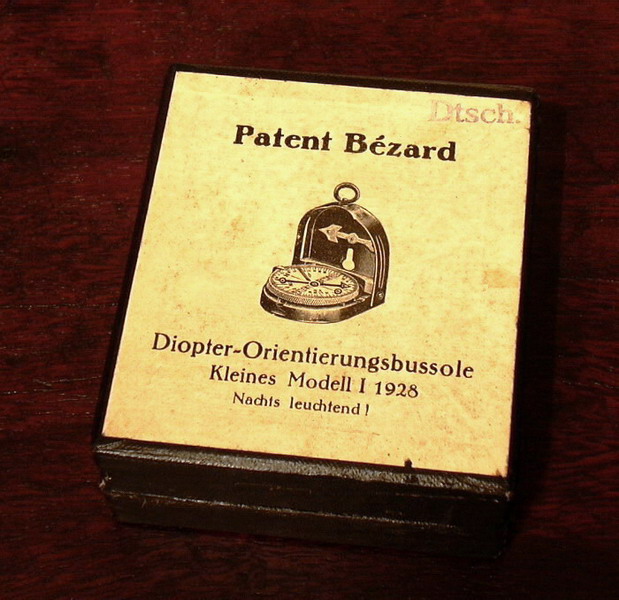 Dtsch.
Patent Bézard
Diopter-Orientierungsbussole
Kleines Modell I 1928
Nachts leuchtend!